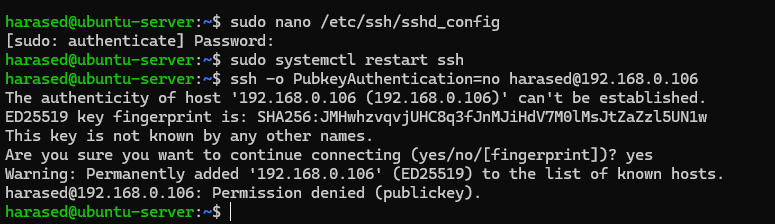 harased@ubuntu-server:~$ sudo nano /etc/ssh/sshd_config
[sudo: authenticate] Password:
harased@ubuntu-server:~$ sudo systemctl restart ssh
harased@ubuntu-server:~$ ssh -o PubkeyAuthentication=no harased@192.168.0.106
The authenticity of host '192.168.0.106 (192.168.0.106)' can't be established.
ED25519 key fingerprint is: SHA256:JMHwhzvqvjUHC8q3fJnMJiHdV7M0lMsJtZaZzl5UN1w
This key is not known by any other names.
Are you sure you want to continue connecting (yes/no/[fingerprint])? yes
Warning: Permanently added '192.168.0.106' (ED25519) to the list of known hosts.
harased@192.168.0.106: Permission denied (publickey).
harased@ubuntu-server:~$